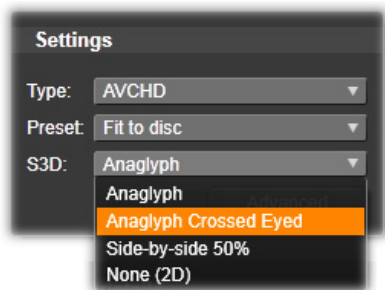 Settings
Type: AVCHD
Preset: Fit to disc
S3D: Anaglyph
Anaglyph
Advanced
Anaglyph Crossed Eyed
Side-by-side 50%
None (2D)